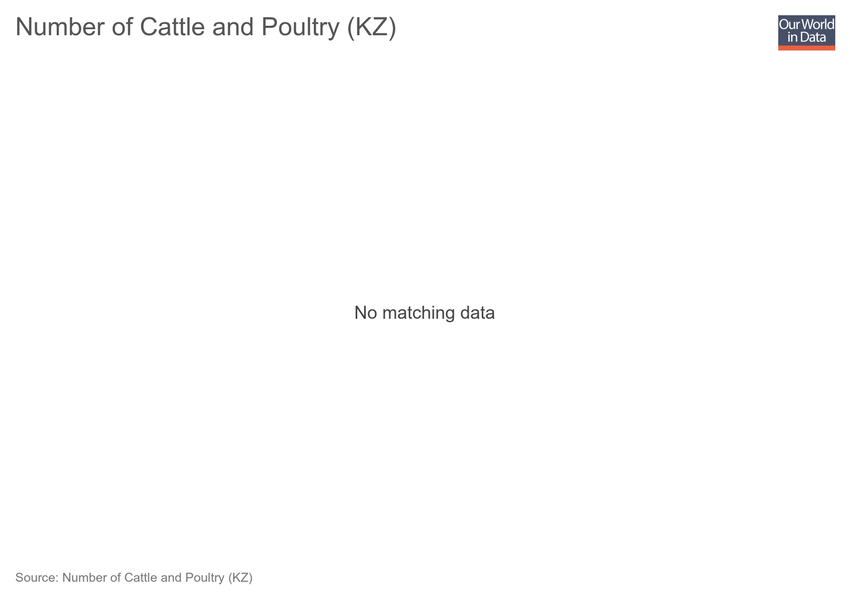 Number of Cattle and Poultry (KZ)
Our World
in Data
No matching data
Source: Number of Cattle and Poultry (KZ)